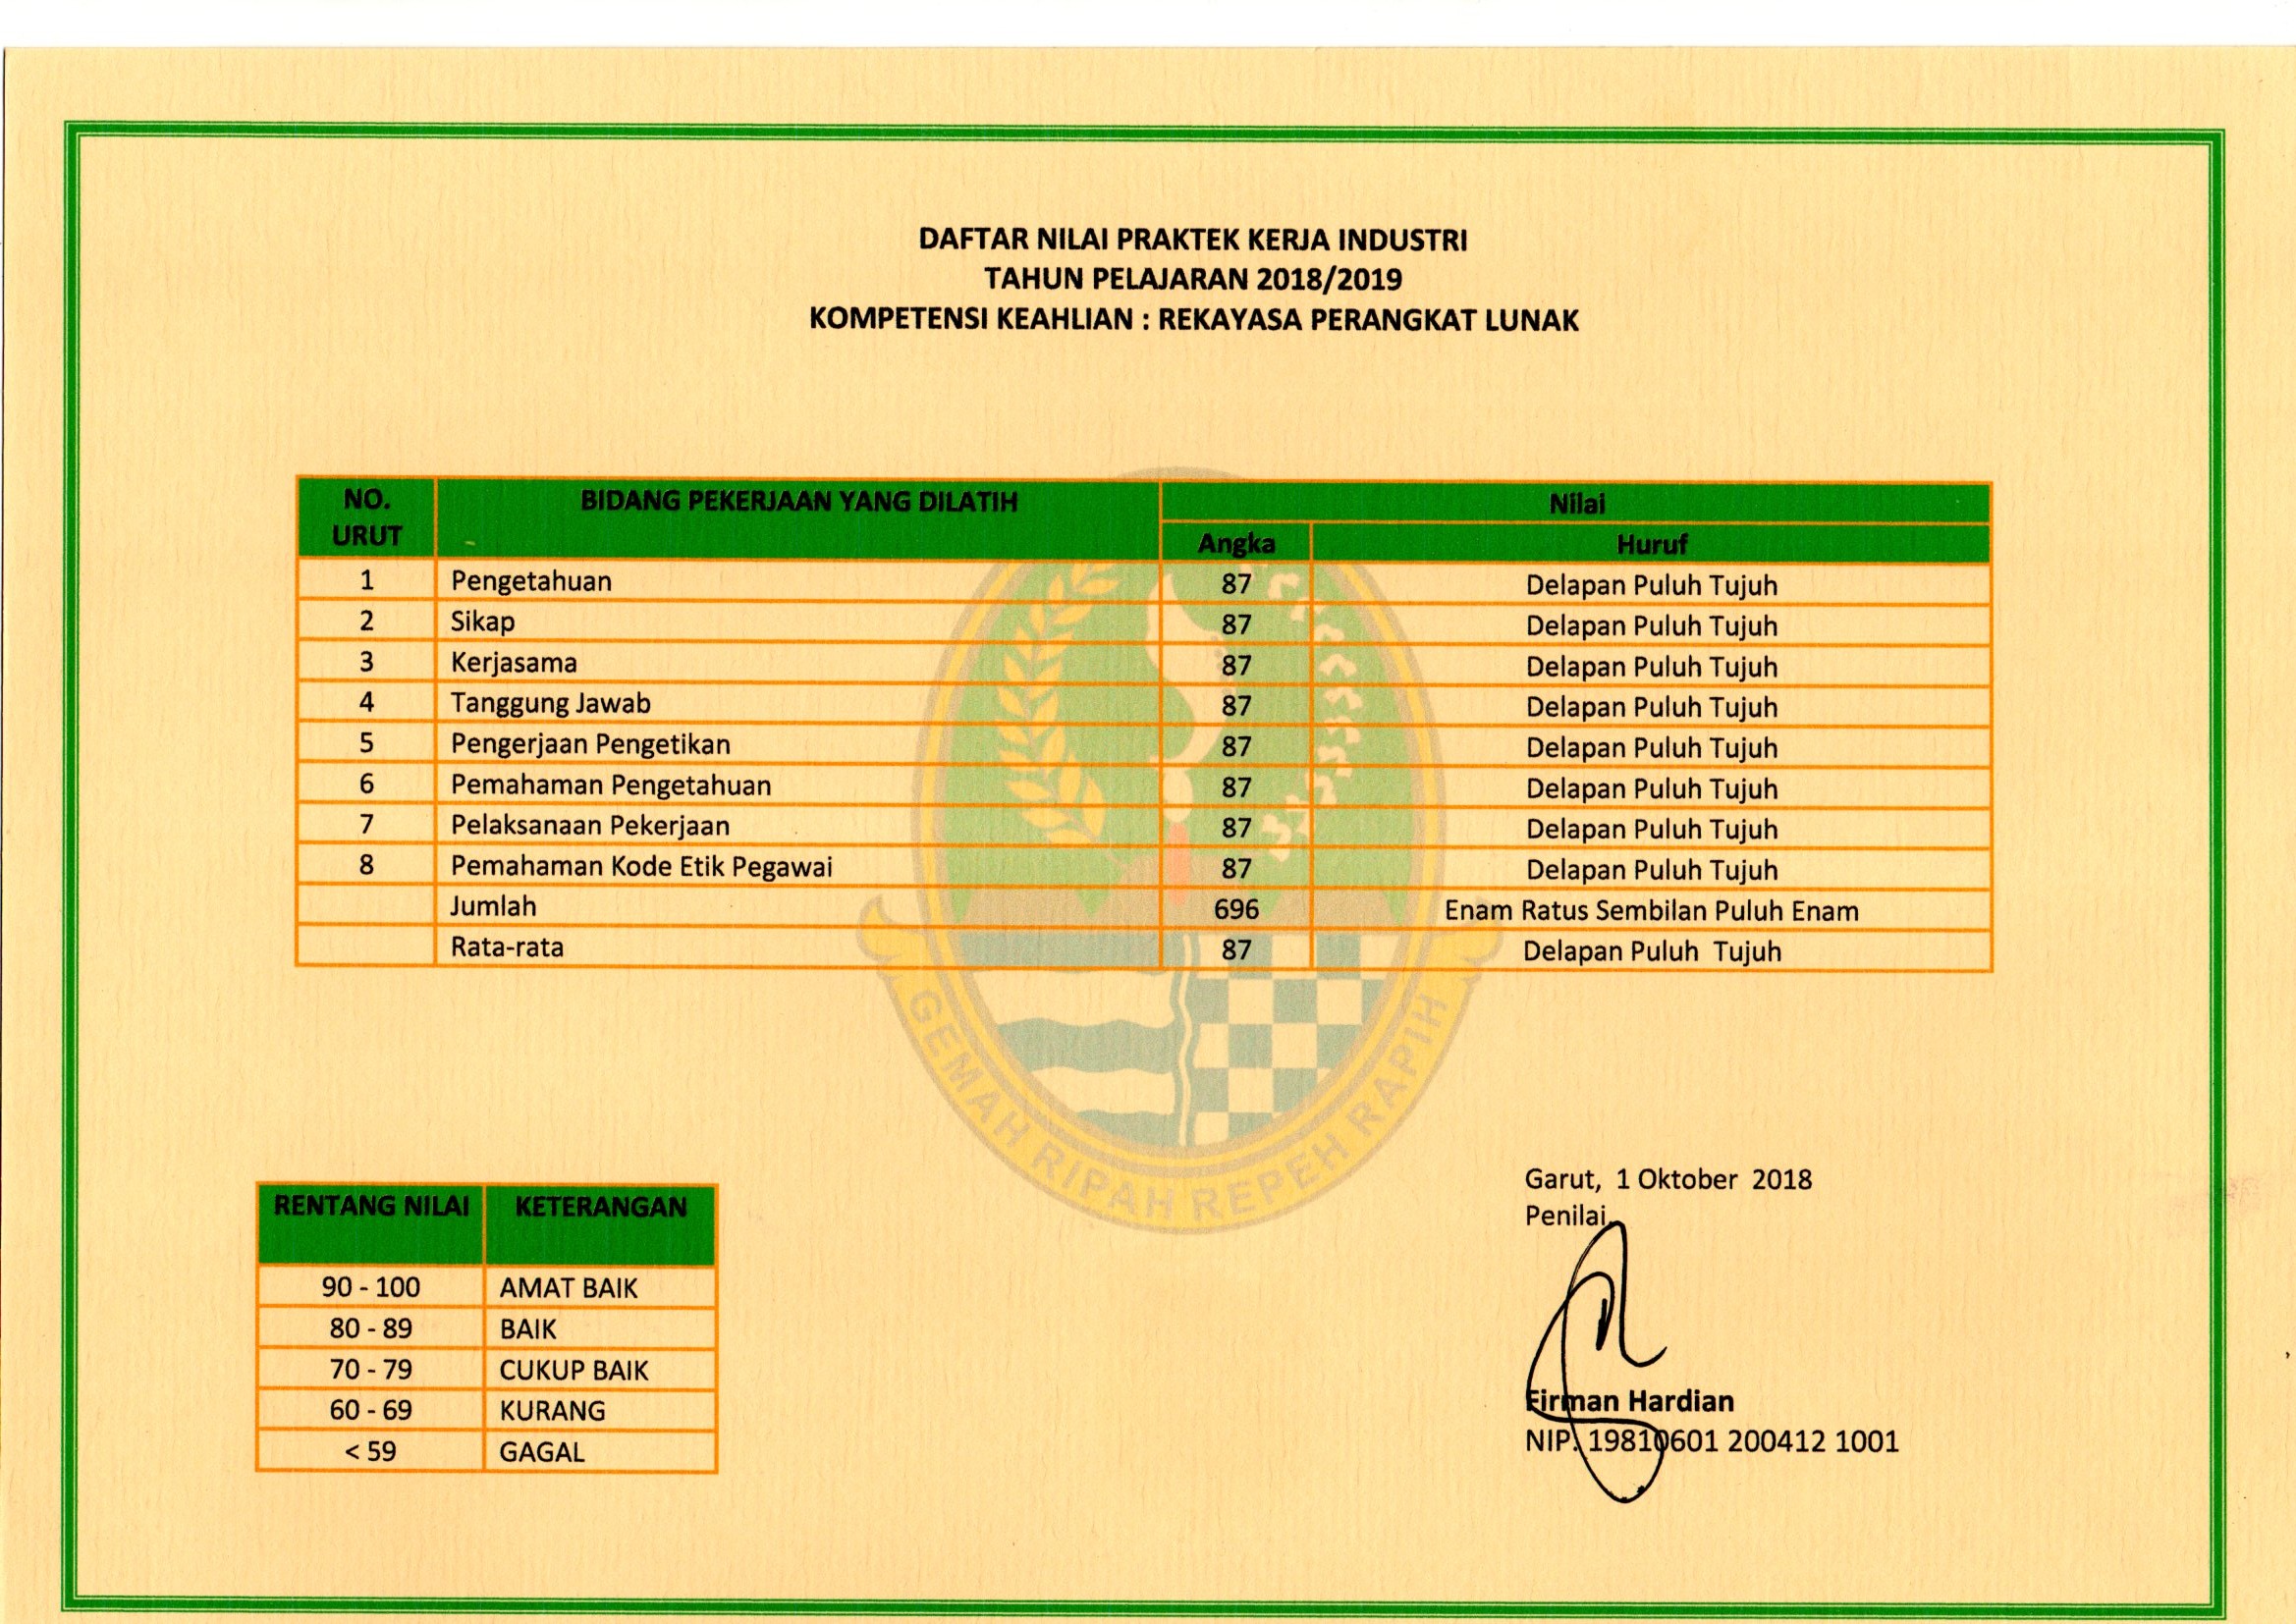 DAFTAR NILAI PRAKTEK KERJA INDUSTRI
TAHUN PELAJARAN 2018/2019
KOMPETENSI KEAHLIAN : REKAYASA PERANGKAT LUNAK
NO. URUT BIDANG PEKERJAAN YANG DILATIH Nilai
Angka Huruf
1 Pengetahuan 87 Delapan Puluh Tujuh
2 Sikap 87 Delapan Puluh Tujuh
3 Kerjasama 87 Delapan Puluh Tujuh
4 Tanggung Jawab 87 Delapan Puluh Tujuh
5 Pengerjaan Pengetikan 87 Delapan Puluh Tujuh
6 Pemahaman Pengetahuan 87 Delapan Puluh Tujuh
7 Pelaksanaan Pekerjaan 87 Delapan Puluh Tujuh
8 Pemahaman Kode Etik Pegawai 87 Delapan Puluh Tujuh
Jumlah 696 Enam Ratus Sembilan Puluh Enam
Rata-rata 87 Delapan Puluh Tujuh
GEMAH RIPAH REPEH RAPIH
RENTANG NILAI KETERANGAN
90 - 100 AMAT BAIK
80 - 89 BAIK
70 - 79 CUKUP BAIK
60 - 69 KURANG
< 59 GAGAL
Garut, 1 Oktober 2018
Penilai,
Firman Hardian
NIP. 19810601 200412 1001